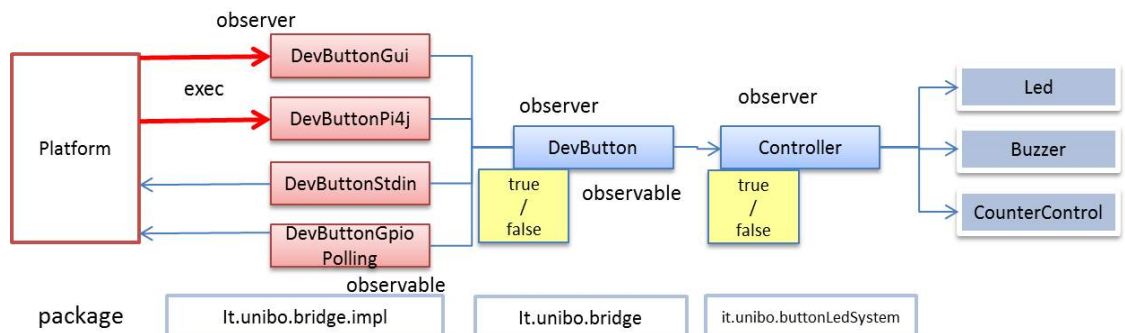 observer
DevButtonGui
exec
Led
observer
observer
DevButtonPi4j
Platform
DevButton
Controller
Buzzer
DevButtonStdin
true
/
false
observable
true
/
false
CounterControl
DevButtonGpio
Polling
observable
package
It.unibo.bridge.impl
It.unibo.bridge
it.unibo.buttonLedSystem